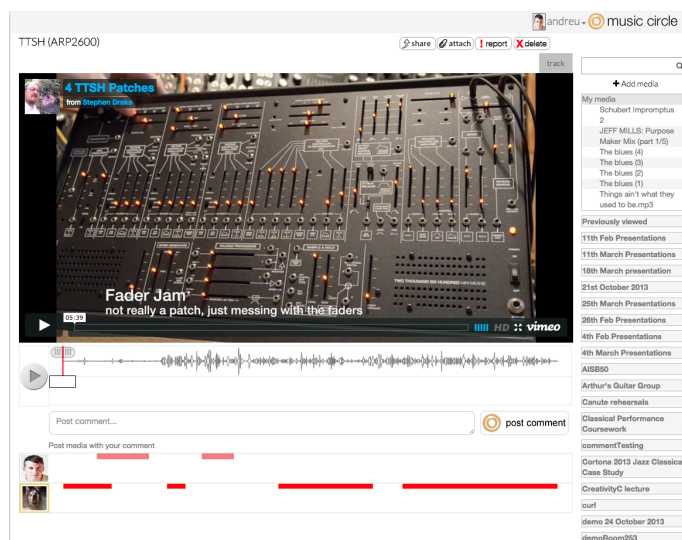 andreu
music circle
TTSH (ARP2600)
share
attach
! report
X delete
track
4 TTSH Patches
from Stephen Drake
TWO THOUSAND SIX HUNDRED
Fader Jam
not really a patch, just messing with the faders
05:39
HD
vimeo
Post comment...
post comment
Post media with your comment
+ Add media
My media
Schubert Impromptus
2
JEFF MILLS: Purpose
Maker Mix (part 1/5)
The blues (4)
The blues (3)
The blues (2)
The blues (1)
Things ain't what they
used to be.mp3
Previously viewed
11th Feb Presentations
11th March Presentations
18th March presentation
21st October 2013
25th March Presentations
26th Feb Presentations
4th Feb Presentations
4th March Presentations
AISB50
Arthur's Guitar Group
Canute rehearsals
Classical Performance
Coursework
commentTesting
Cortona 2013 Jazz Classica
Case Study
CreativityC lecture
curl
demo 24 October 2013
demoRoom253